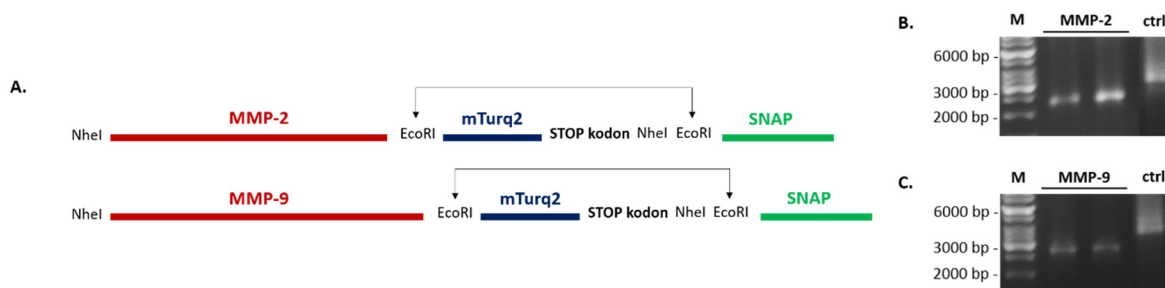 A.
MMP-2 mTurq2 SNAP
NheI EcoRI STOP kodon NheI EcoRI
MMP-9 mTurq2 SNAP
NheI EcoRI STOP kodon NheI EcoRI
B.
M MMP-2 ctrl
6000 bp -
3000 bp -
2000 bp -
C.
M MMP-9 ctrl
6000 bp -
3000 bp -
2000 bp -